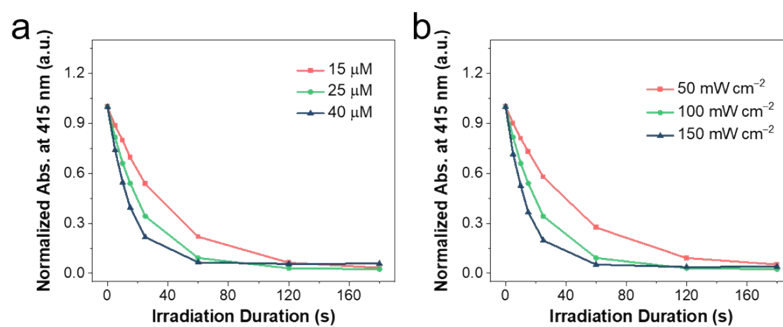 a
Normalized Abs. at 415 nm (a.u.)
1.2
0.9
0.6
0.3
0.0
15 μM
25 μM
40 μM
0 40 80 120 160
Irradiation Duration (s)
b
Normalized Abs. at 415 nm (a.u.)
1.2
0.9
0.6
0.3
0.0
50 mW cm⁻²
100 mW cm⁻²
150 mW cm⁻²
0 40 80 120 160
Irradiation Duration (s)